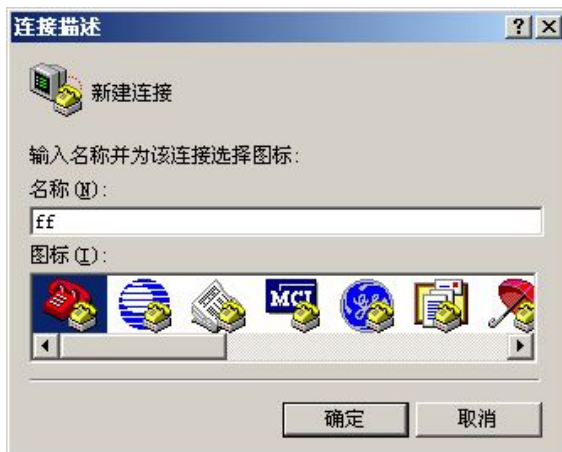 连接描述
新建连接
输入名称并为该连接选择图标:
名称(N):
ff
图标(I):
MCI
确定
取消